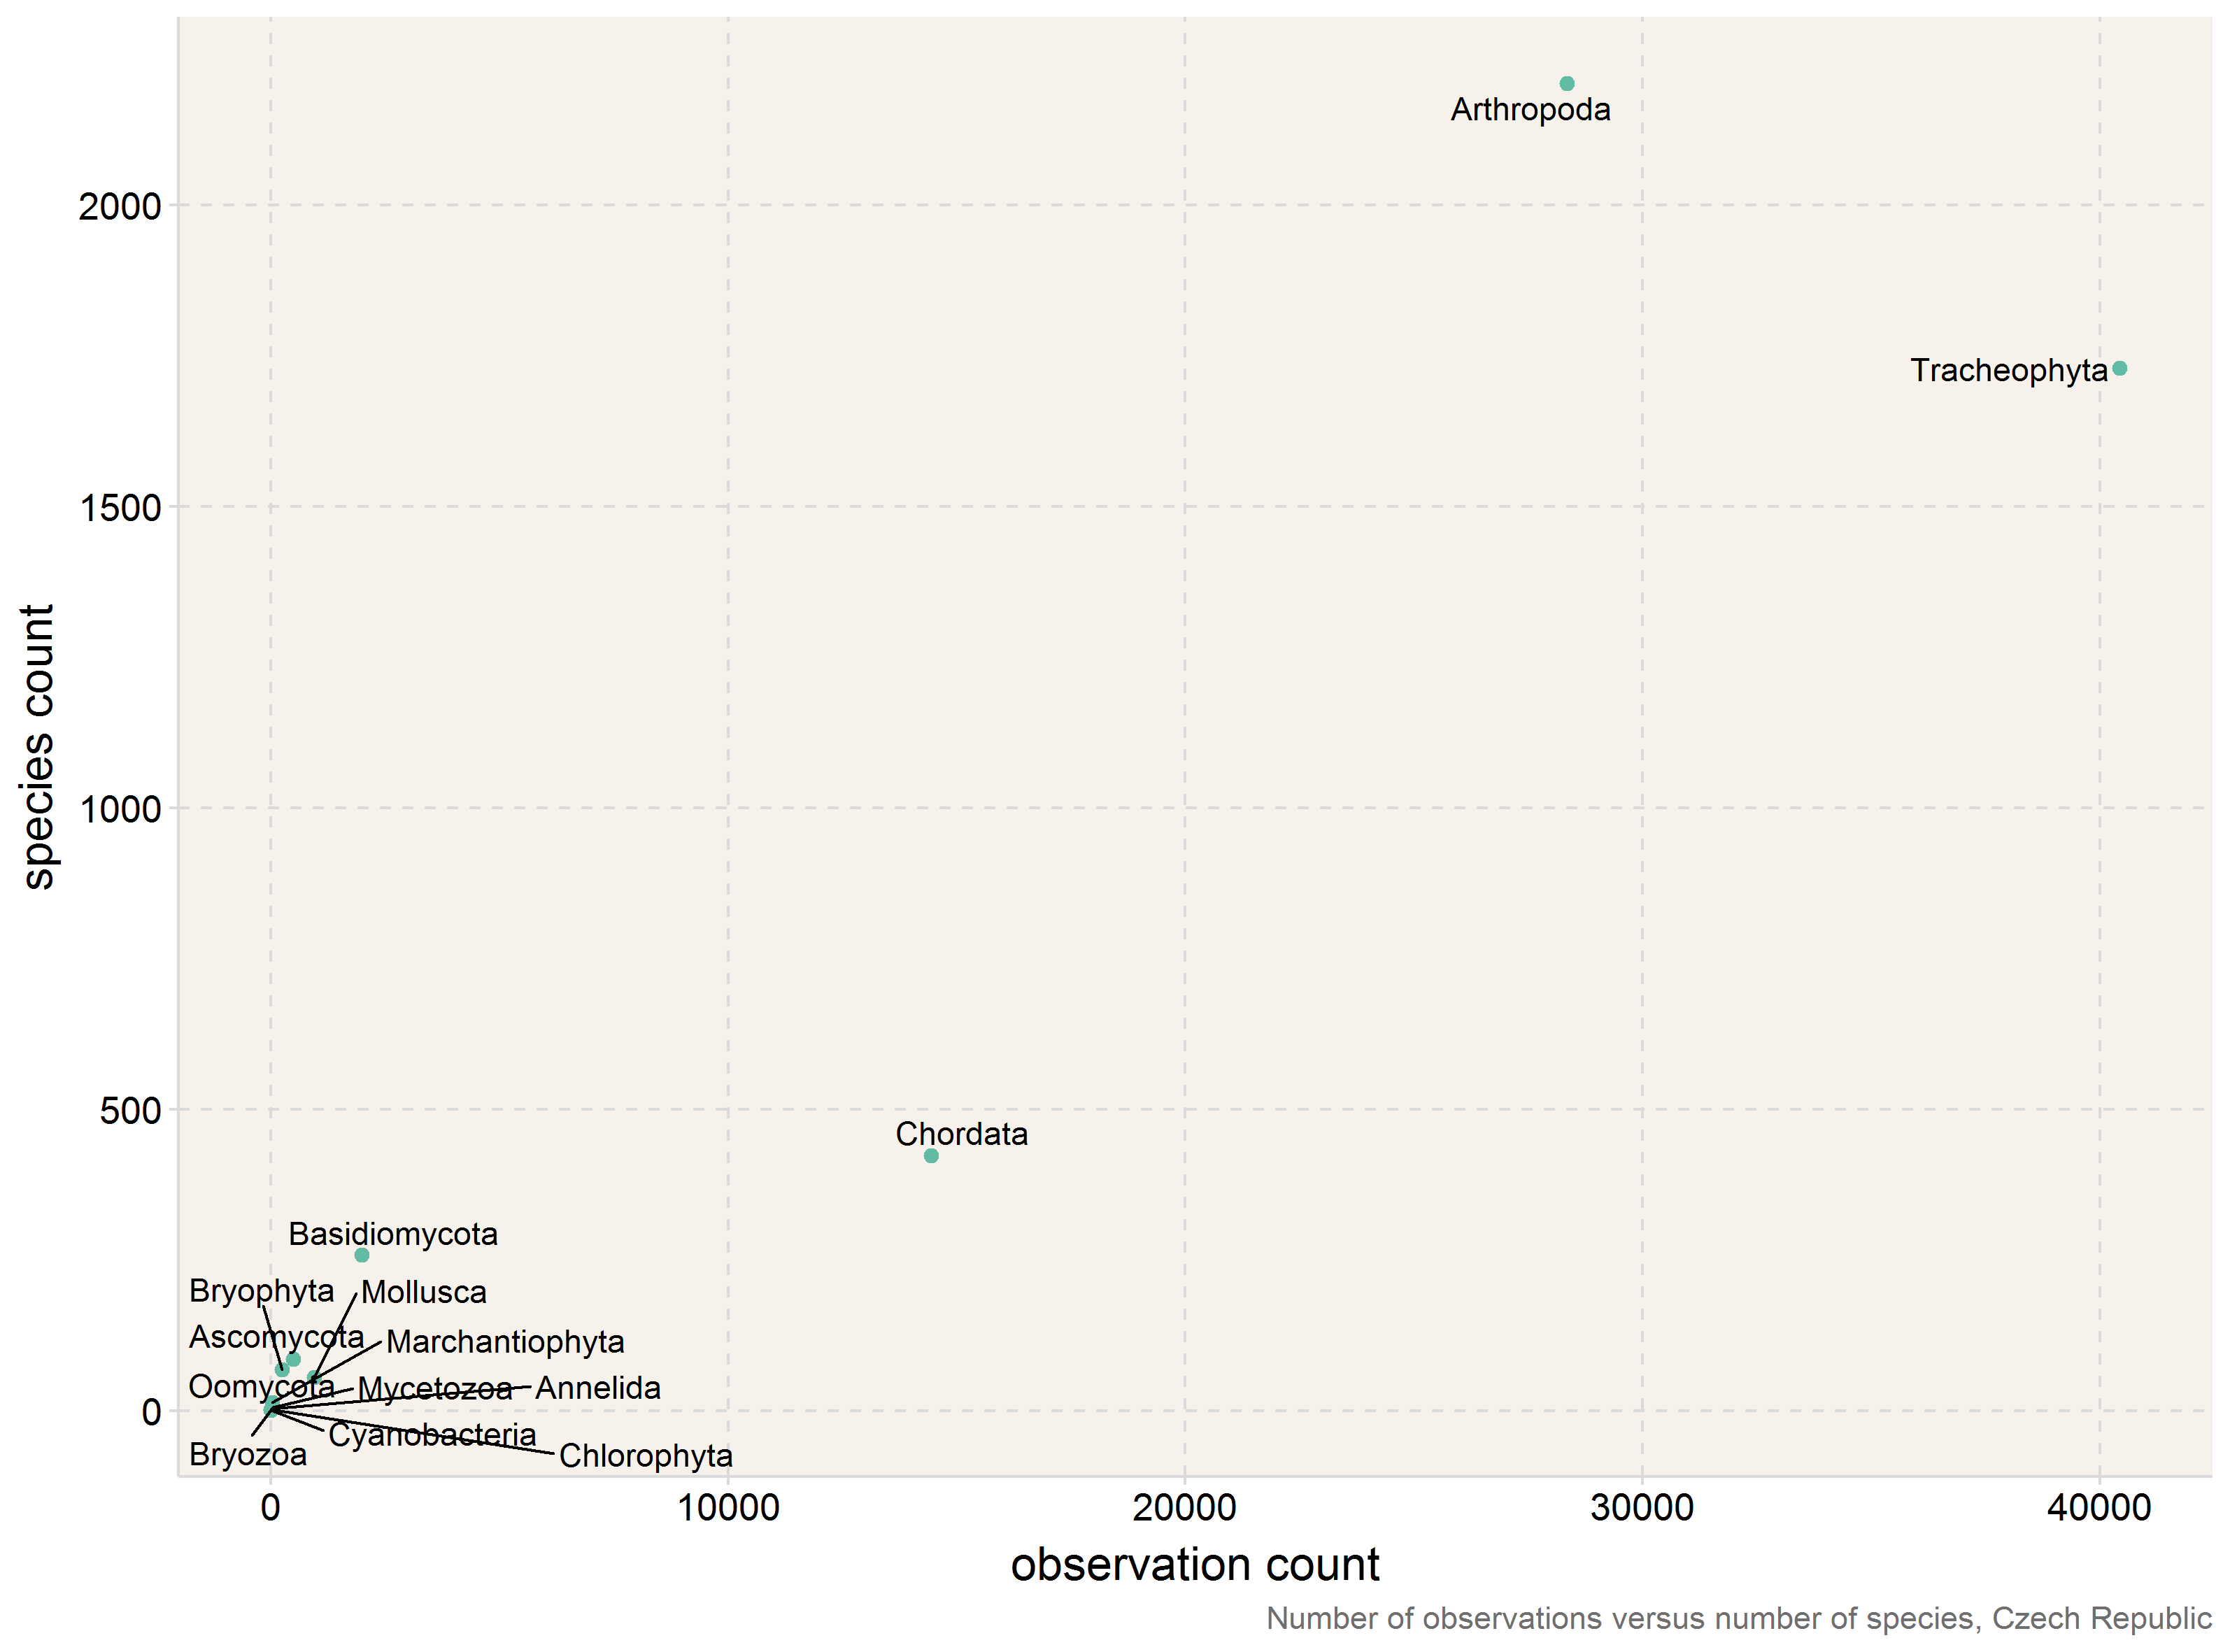 Arthropoda
2000
Tracheophyta
1500
species count
1000
500
Chordata
Basidiomycota
Bryophyta
Mollusca
Ascomycota
Marchantiophyta
Oomycota
Mycetozoa
Annelida
0
Cyanobacteria
Bryozoa
Chlorophyta
0 10000 20000 30000 40000
observation count
Number of observations versus number of species, Czech Republic